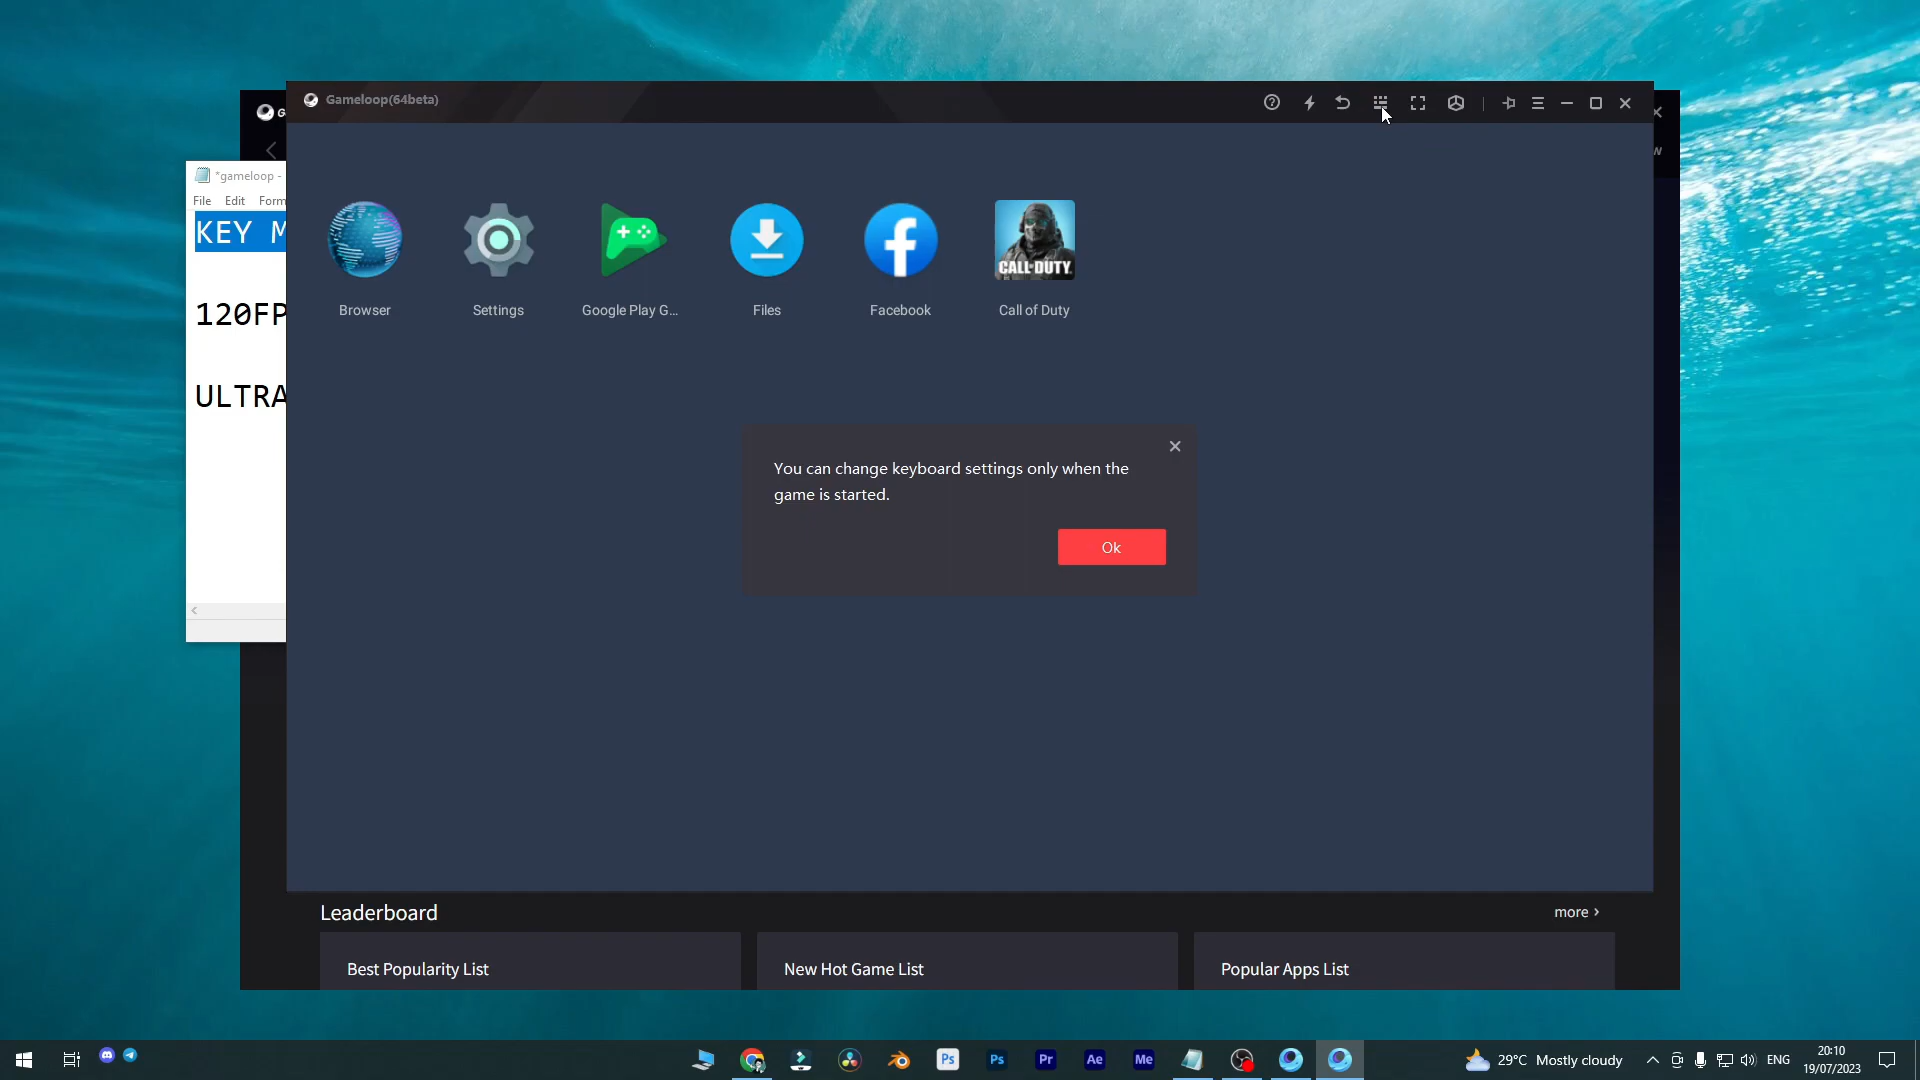 Gameloop(64beta)
*gameloop -
File Edit Form
KEY M
120FP
ULTRA
Browser
Settings
Google Play G...
Files
Facebook
CALL·DUTY.
Call of Duty
You can change keyboard settings only when the
game is started.
Ok
Leaderboard
more ›
Best Popularity List
New Hot Game List
Popular Apps List
Ps
Ps
Pr
Ae
Me
29°C Mostly cloudy
ENG
20:10
19/07/2023